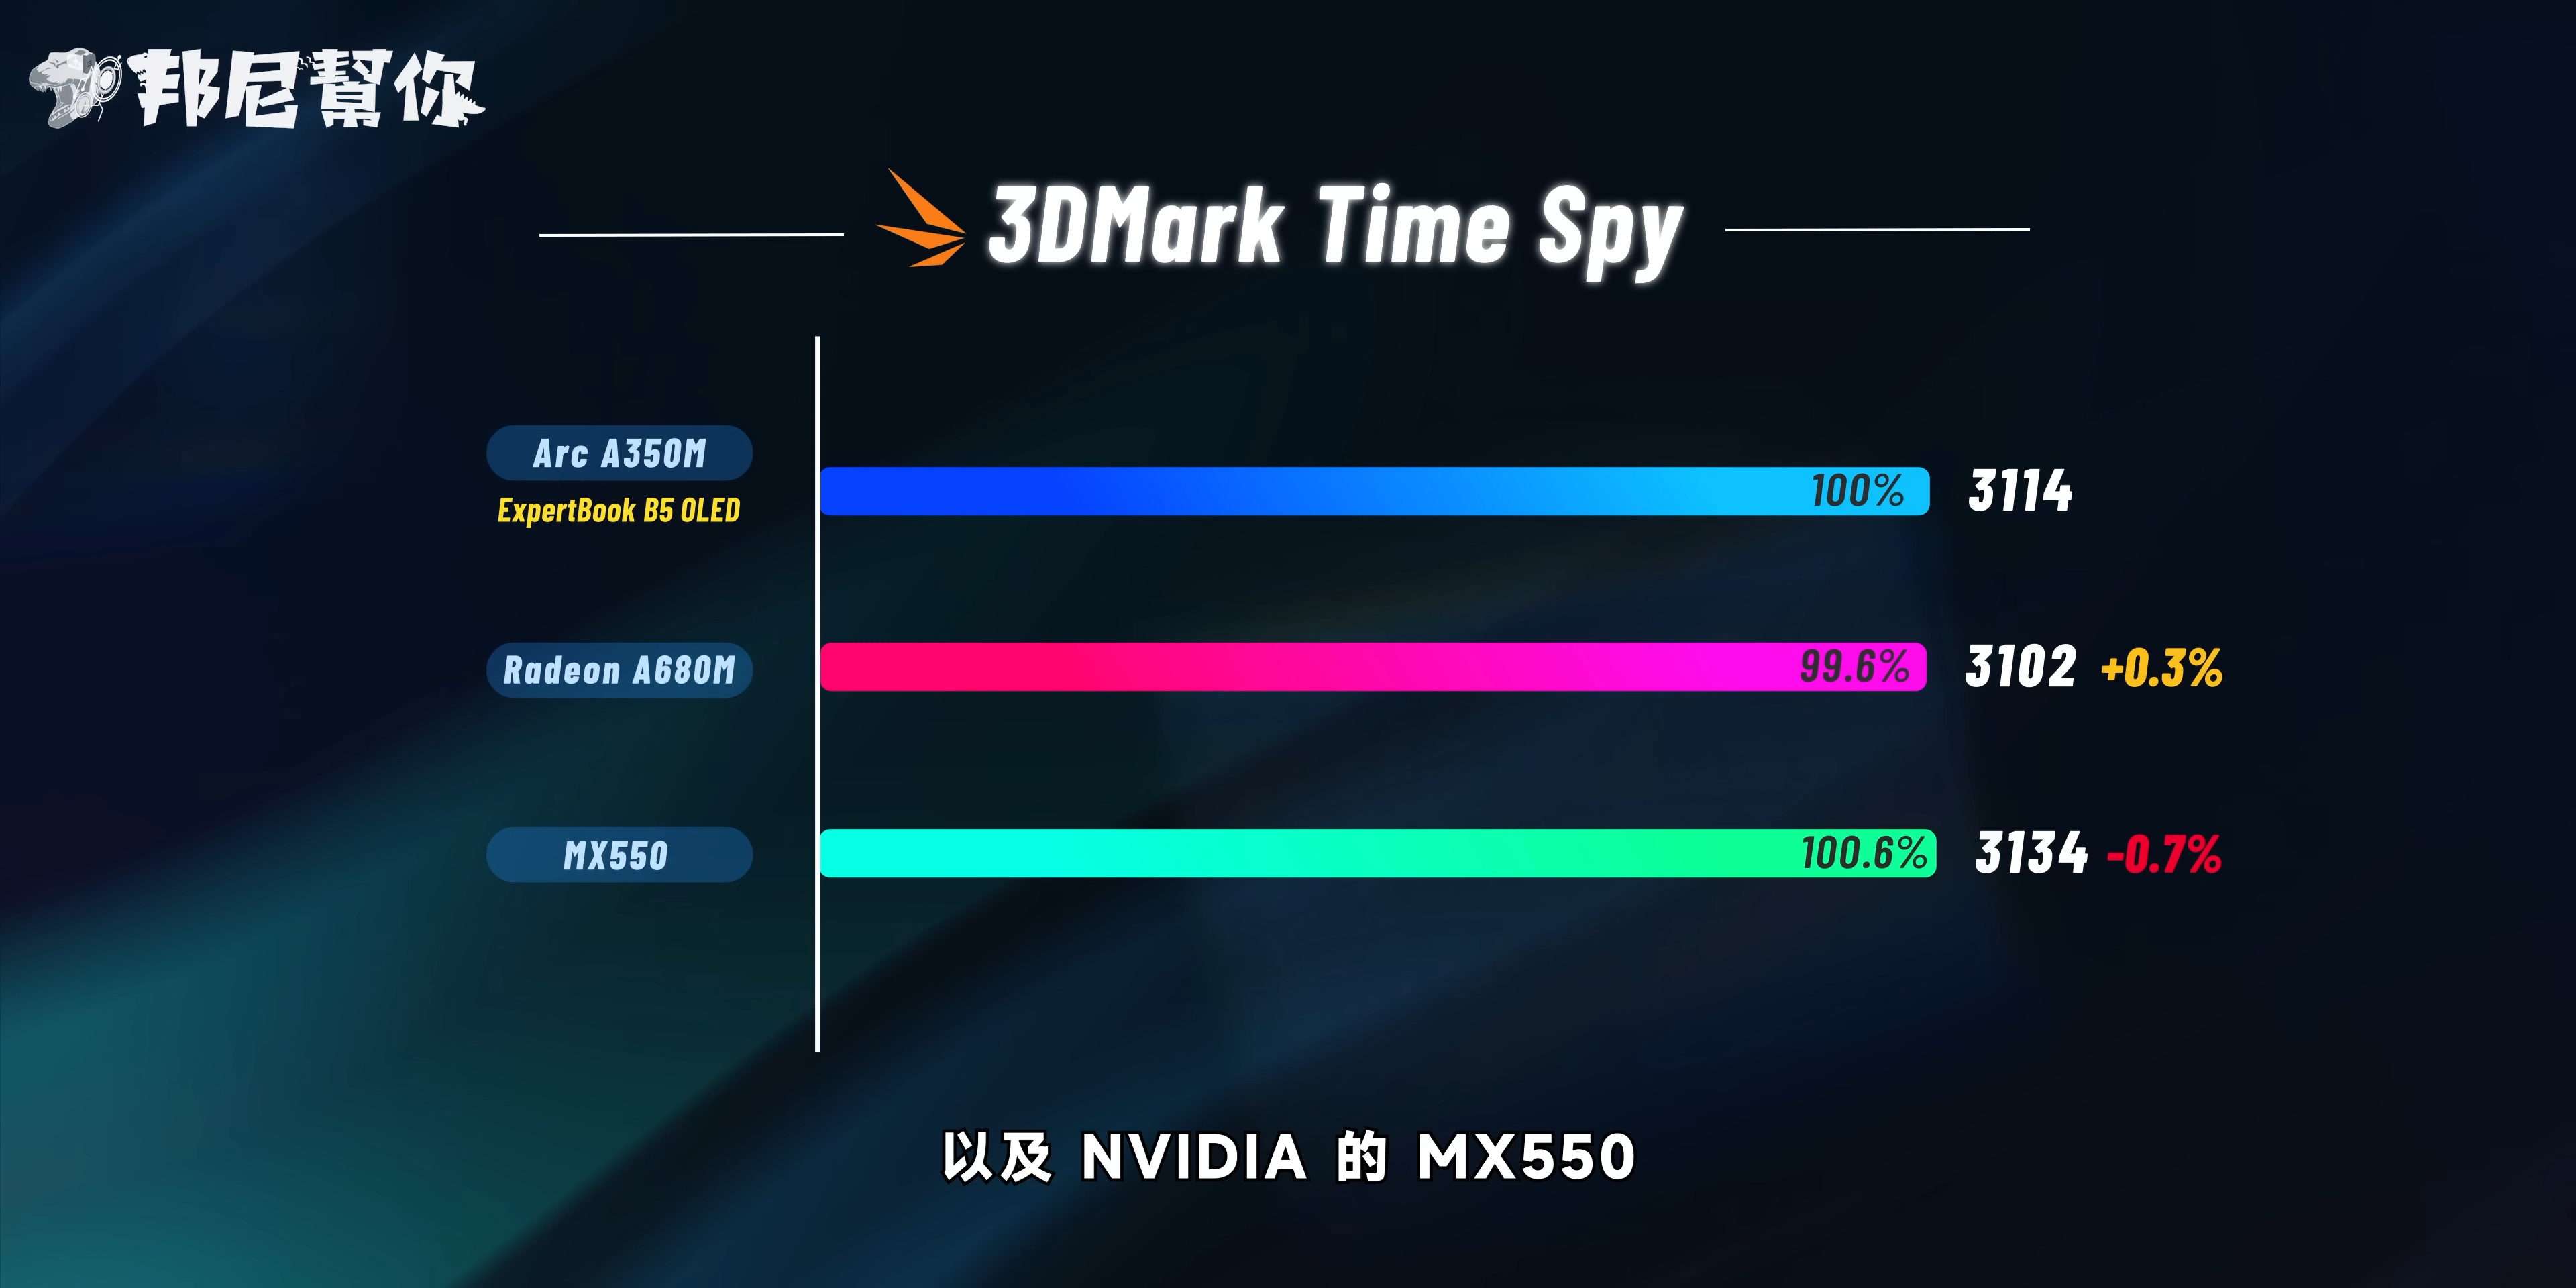 邦尼幫你
3DMark Time Spy
Arc A350M
ExpertBook B5 OLED
100%
3114
Radeon A680M
99.6%
3102 +0.3%
MX550
100.6%
3134 -0.7%
以及 NVIDIA 的 MX550